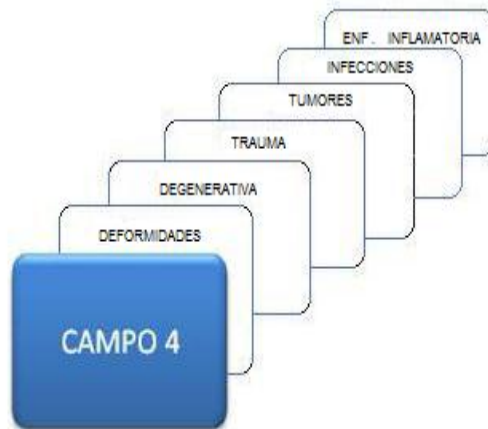 ENF. INFLAMATORIA
INFECCIONES
TUMORES
TRAUMA
DEGENERATIVA
DEFORMIDADES
CAMPO 4